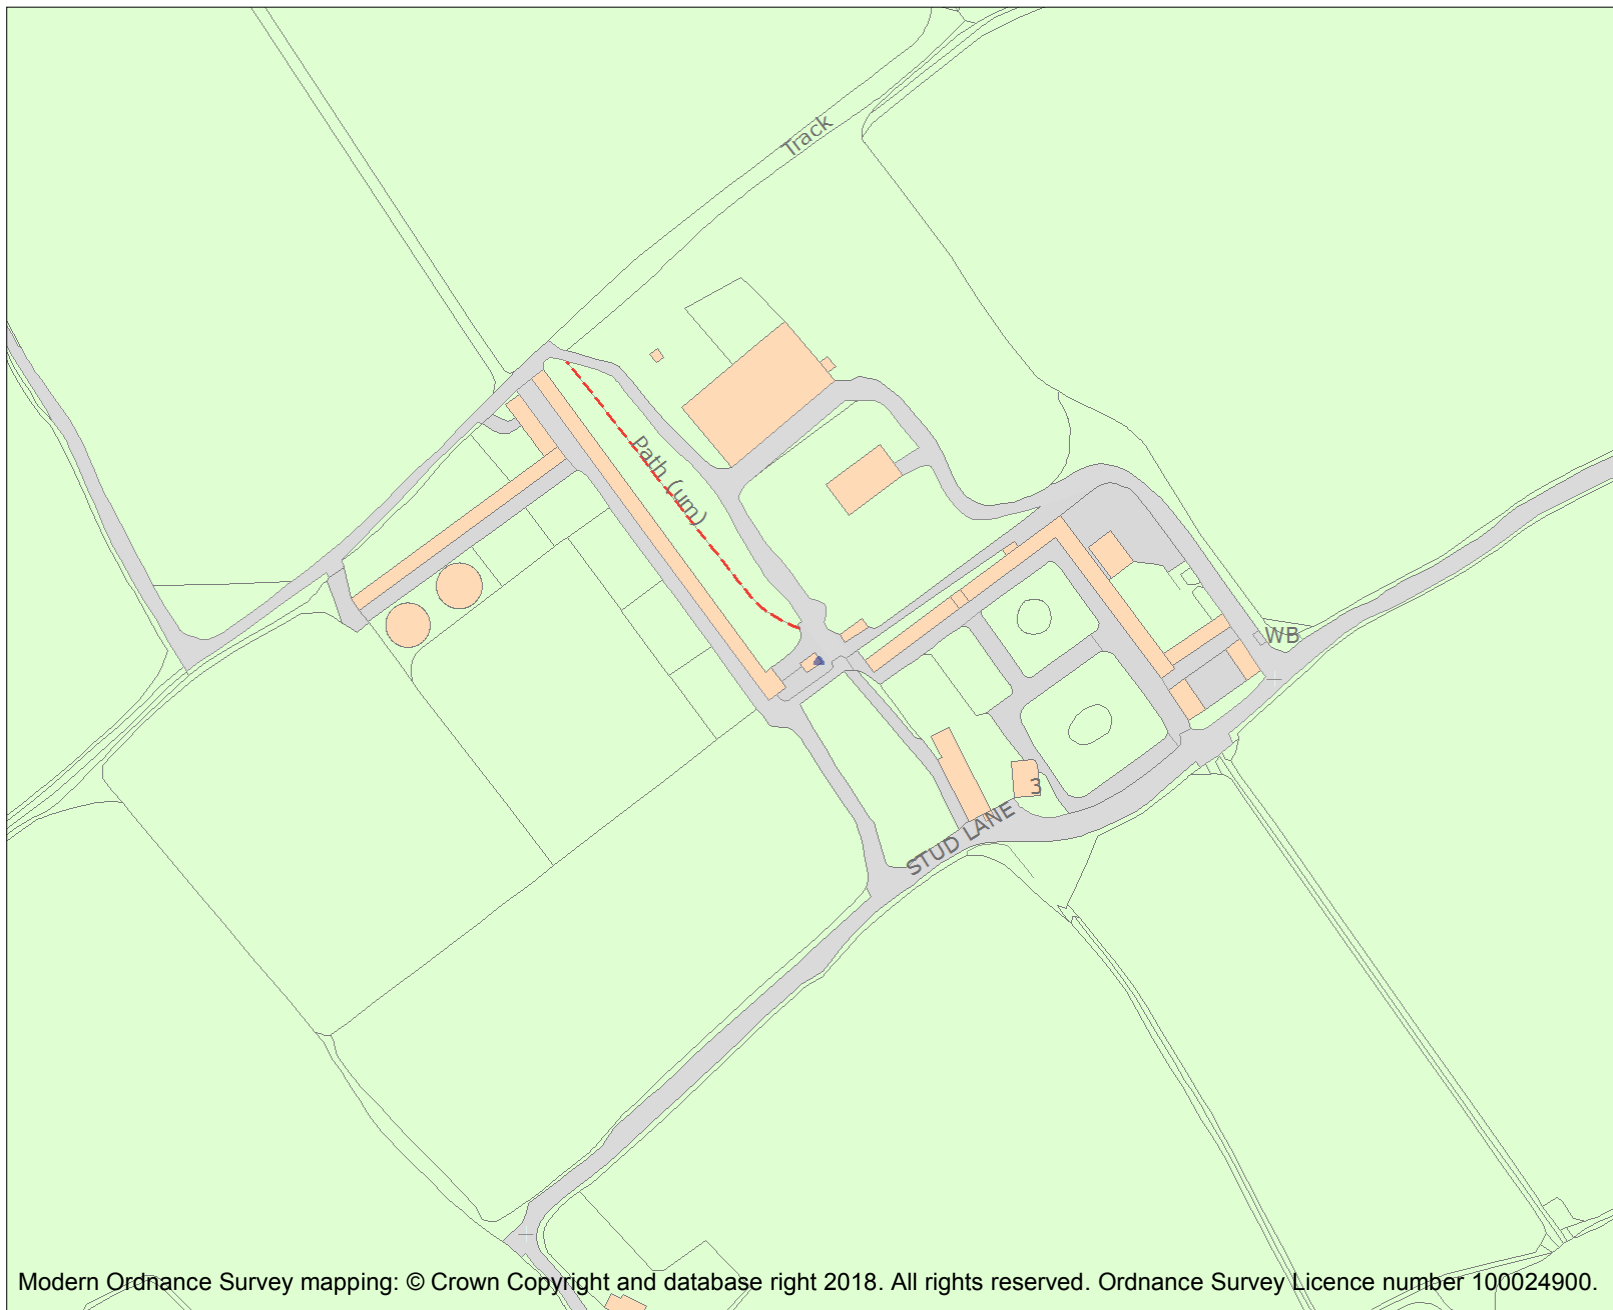 Track
Path (um)
WB
3
STUD LANE
Modern Ordnance Survey mapping: © Crown Copyright and database right 2018. All rights reserved. Ordnance Survey Licence number 100024900.